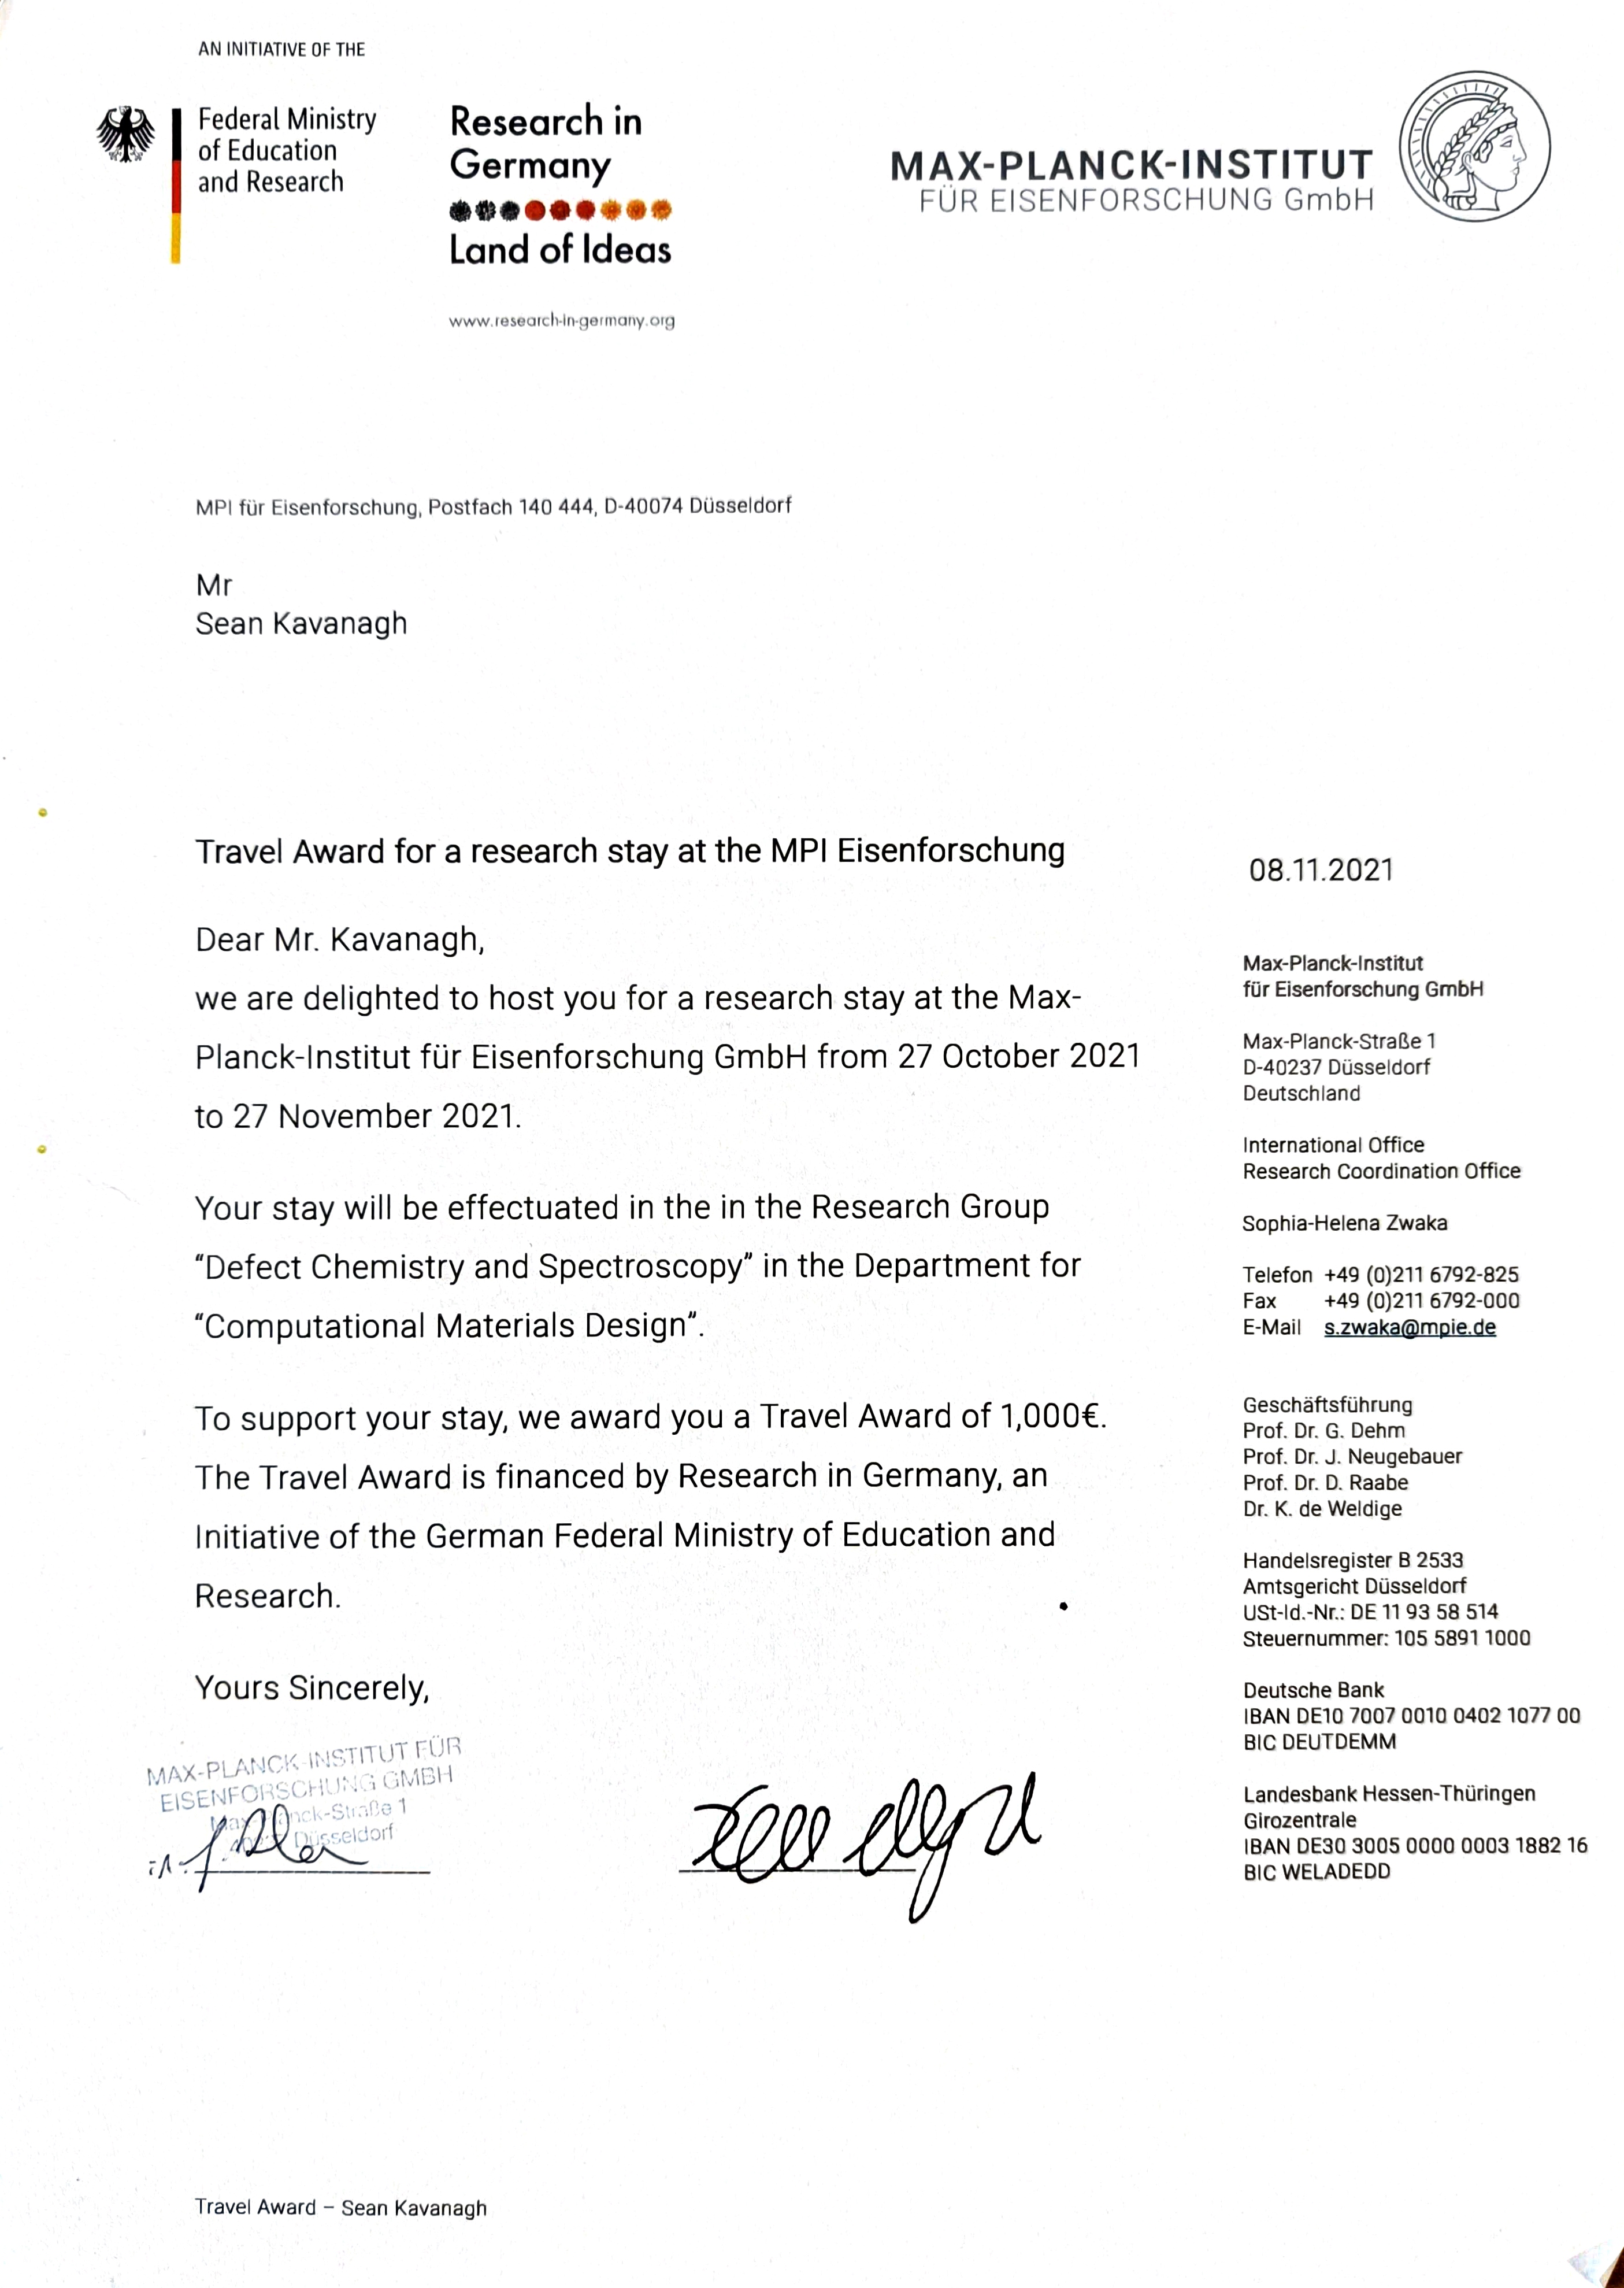 AN INITIATIVE OF THE
Federal Ministry
of Education
and Research
Research in
Germany
Land of Ideas
www.research-in-germany.org
MAX-PLANCK-INSTITUT
FÜR EISENFORSCHUNG GmbH
MPI für Eisenforschung, Postfach 140 444, D-40074 Düsseldorf
Mr
Sean Kavanagh
Travel Award for a research stay at the MPI Eisenforschung
Dear Mr. Kavanagh,
we are delighted to host you for a research stay at the Max-
Planck-Institut für Eisenforschung GmbH from 27 October 2021
to 27 November 2021.
Your stay will be effectuated in the in the Research Group
“Defect Chemistry and Spectroscopy” in the Department for
“Computational Materials Design”.
To support your stay, we award you a Travel Award of 1,000€.
The Travel Award is financed by Research in Germany, an
Initiative of the German Federal Ministry of Education and
Research.
Yours Sincerely,
MAX-PLANCK-INSTITUT FÜR
EISENFORSCHUNG GMBH
Max-Planck-Straße 1
Düsseldorf
08.11.2021
Max-Planck-Institut
für Eisenforschung GmbH
Max-Planck-Straße 1
D-40237 Düsseldorf
Deutschland
International Office
Research Coordination Office
Sophia-Helena Zwaka
Telefon +49 (0)211 6792-825
Fax +49 (0)211 6792-000
E-Mail s.zwaka@mpie.de
Geschäftsführung
Prof. Dr. G. Dehm
Prof. Dr. J. Neugebauer
Prof. Dr. D. Raabe
Dr. K. de Weldige
Handelsregister B 2533
Amtsgericht Düsseldorf
USt-Id.-Nr.: DE 11 93 58 514
Steuernummer: 105 5891 1000
Deutsche Bank
IBAN DE10 7007 0010 0402 1077 00
BIC DEUTDEMM
Landesbank Hessen-Thüringen
Girozentrale
IBAN DE30 3005 0000 0003 1882 16
BIC WELADEDD
Travel Award – Sean Kavanagh